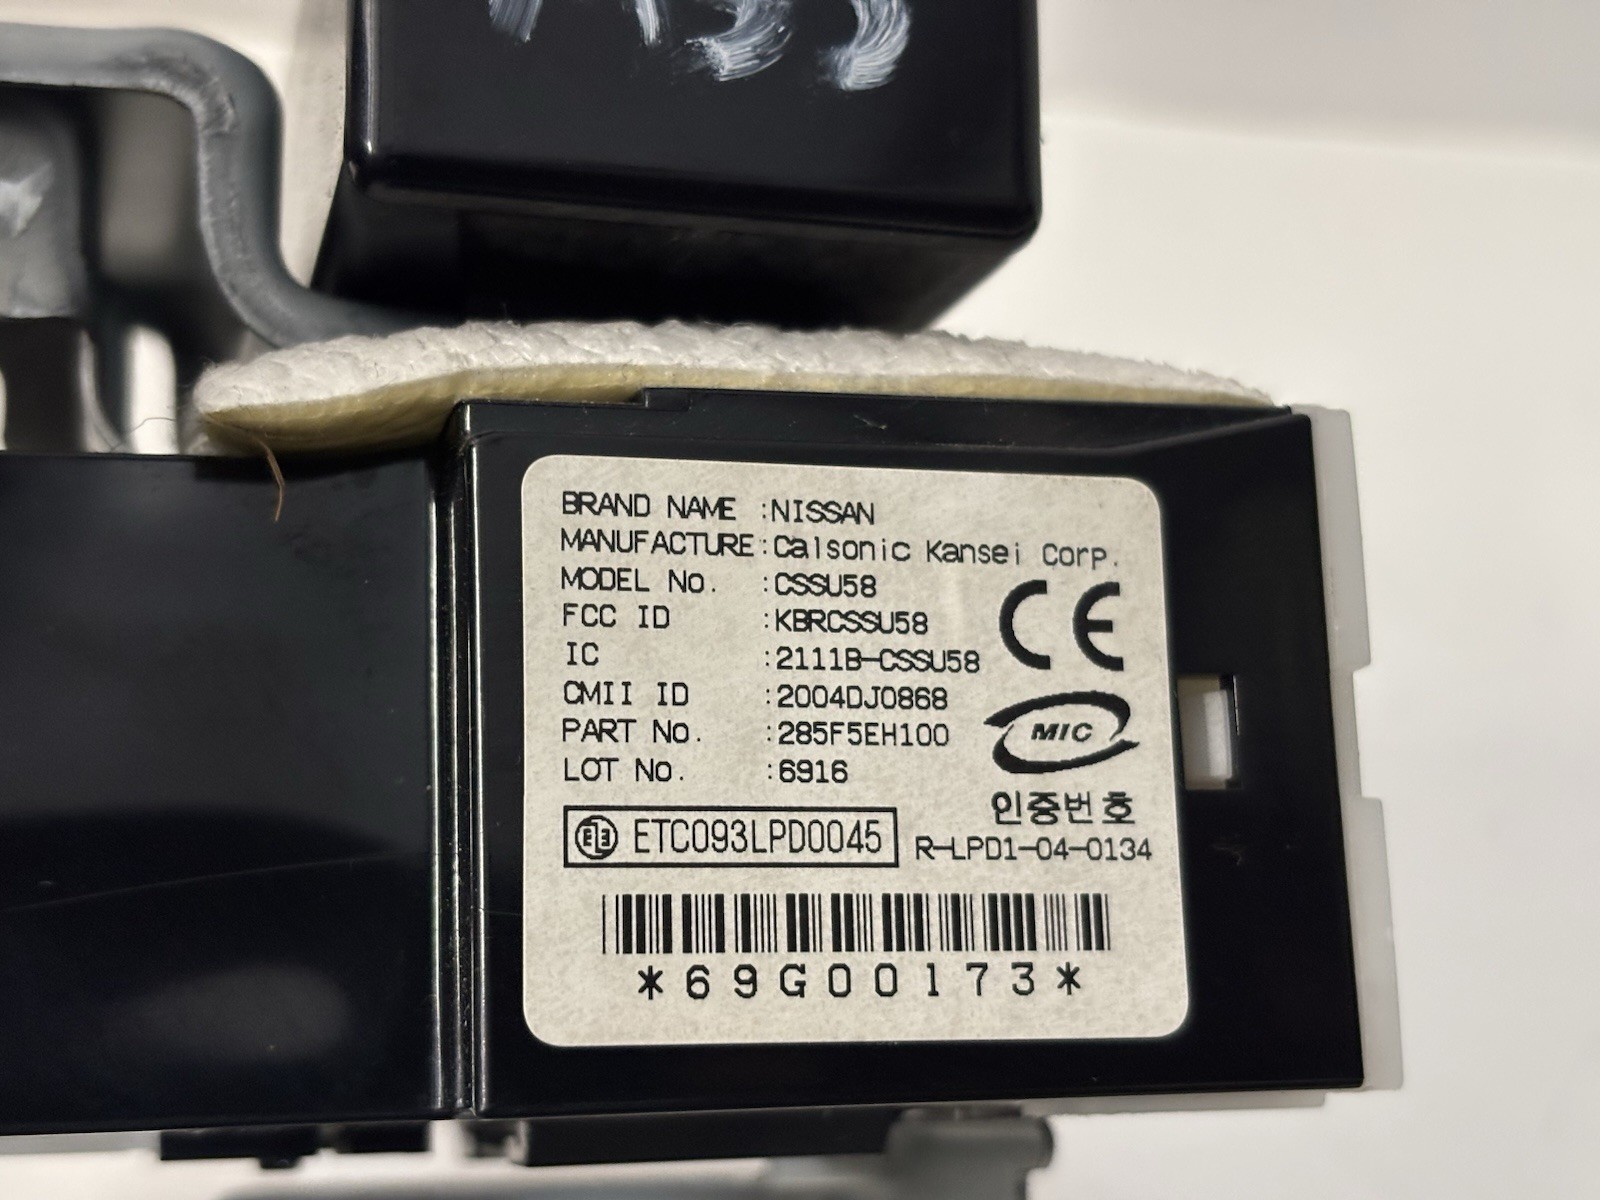 BRAND NAME :NISSAN
MANUFACTURE:Calsonic Kansei Corp.
MODEL No. :CSSU58
FCC ID :KBRCSSU58
IC :2111B-CSSU58
CMII ID :2004DJ0868
PART No. :285F5EH100
LOT No. :6916
CE
MIC
인증번호
R-LPD1-04-0134
ETC093LPD0045
*69G00173*